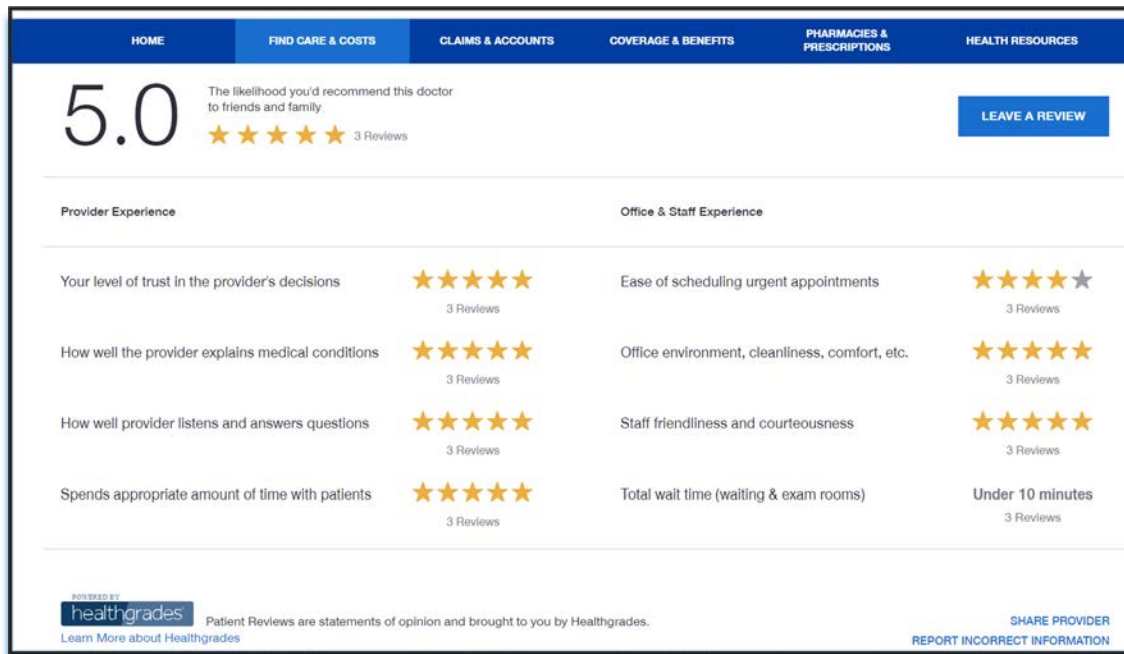 HOME
FIND CARE & COSTS
CLAIMS & ACCOUNTS
COVERAGE & BENEFITS
PHARMACIES &
PRESCRIPTIONS
HEALTH RESOURCES
5.0
The likelihood you'd recommend this doctor
to friends and family
3 Reviews
LEAVE A REVIEW
Provider Experience
Office & Staff Experience
Your level of trust in the provider's decisions
3 Reviews
Ease of scheduling urgent appointments
3 Reviews
How well the provider explains medical conditions
3 Reviews
Office environment, cleanliness, comfort, etc.
3 Reviews
How well provider listens and answers questions
3 Reviews
Staff friendliness and courteousness
3 Reviews
Spends appropriate amount of time with patients
3 Reviews
Total wait time (waiting & exam rooms)
Under 10 minutes
3 Reviews
POWERED BY
healthgrades
Patient Reviews are statements of opinion and brought to you by Healthgrades.
Learn More about Healthgrades
SHARE PROVIDER
REPORT INCORRECT INFORMATION